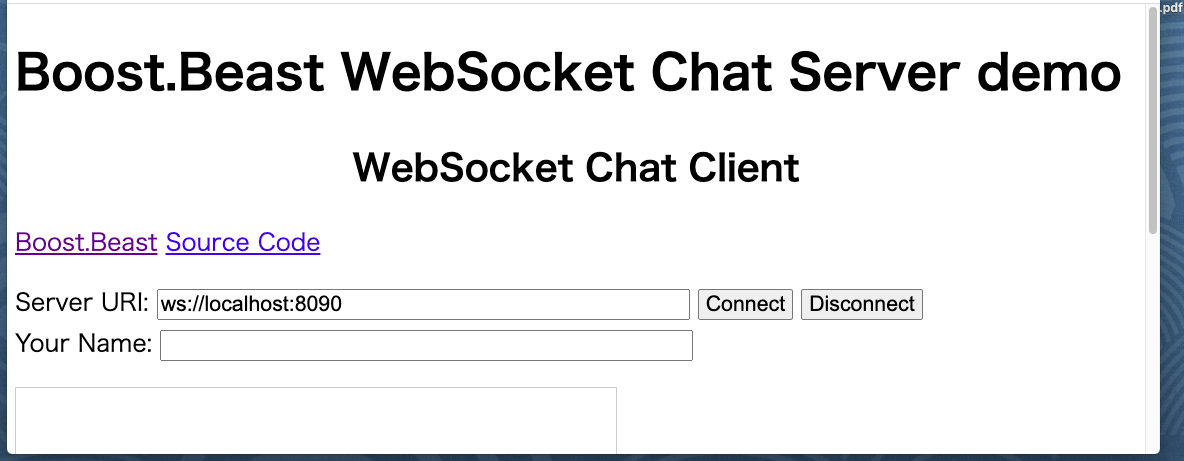 .pdf
Boost.Beast WebSocket Chat Server demo
WebSocket Chat Client
Boost.Beast Source Code
Server URI: ws://localhost:8090 Connect Disconnect
Your Name: